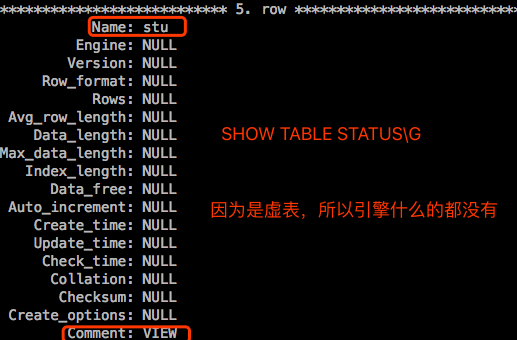 *************************** 5. row ***************************
Name: stu
Engine: NULL
Version: NULL
Row_format: NULL
Rows: NULL
Avg_row_length: NULL
Data_length: NULL
SHOW TABLE STATUS\G
Max_data_length: NULL
Index_length: NULL
Data_free: NULL
Auto_increment: NULL
因为是虚表，所以引擎什么的都没有
Create_time: NULL
Update_time: NULL
Check_time: NULL
Collation: NULL
Checksum: NULL
Create_options: NULL
Comment: VIEW